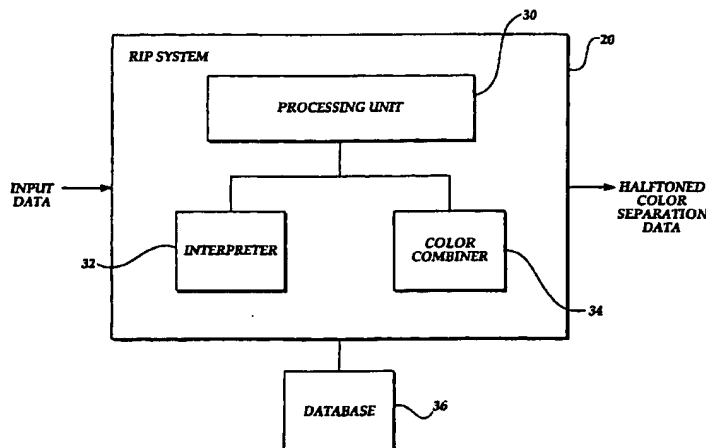 30
20
RIP SYSTEM
PROCESSING UNIT
INPUT
DATA
HALFTONED
COLOR
SEPARATION
DATA
INTERPRETER
COLOR
COMBINER
32
34
DATABASE
36